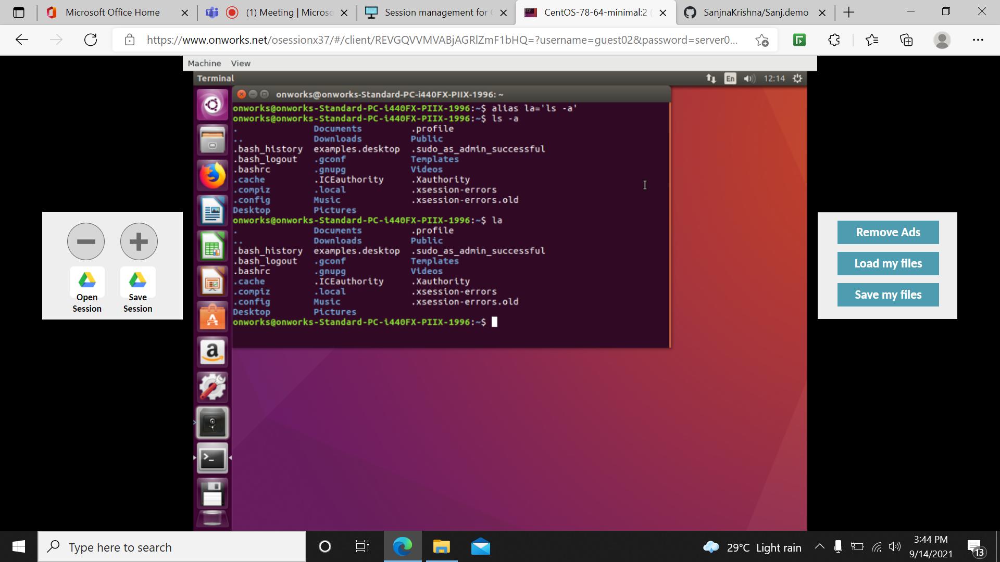 Microsoft Office Home
(1) Meeting | Microso
Session management for
CentOS-78-64-minimal:2 (
SanjnaKrishna/Sanj.demo
https://www.onworks.net/osessionx37/#/client/REVGQVVMVABjAGRlZmF1bHQ=?username=guest02&password=server0...
Machine View
Terminal
En
12:14
onworks@onworks-Standard-PC-i440FX-PIIX-1996: ~
onworks@onworks-Standard-PC-i440FX-PIIX-1996:~$ alias la='ls -a'
onworks@onworks-Standard-PC-i440FX-PIIX-1996:~$ ls -a
. Documents .profile
.. Downloads Public
.bash_history examples.desktop .sudo_as_admin_successful
.bash_logout .gconf Templates
.bashrc .gnupg Videos
.cache .ICEauthority .Xauthority
.compiz .local .xsession-errors
.config Music .xsession-errors.old
Desktop Pictures
onworks@onworks-Standard-PC-i440FX-PIIX-1996:~$ la
. Documents .profile
.. Downloads Public
.bash_history examples.desktop .sudo_as_admin_successful
.bash_logout .gconf Templates
.bashrc .gnupg Videos
.cache .ICEauthority .Xauthority
.compiz .local .xsession-errors
.config Music .xsession-errors.old
Desktop Pictures
onworks@onworks-Standard-PC-i440FX-PIIX-1996:~$
Open
Session
Save
Session
Remove Ads
Load my files
Save my files
Type here to search
29°C Light rain
3:44 PM
9/14/2021
13